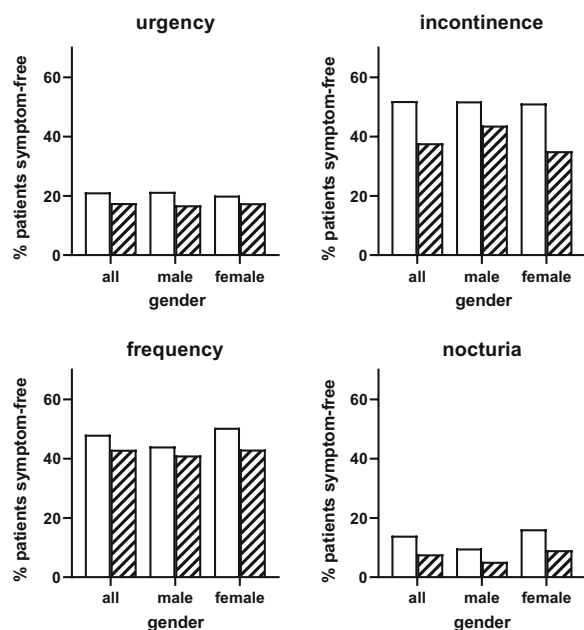 urgency
% patients symptom-free
60
40
20
0
all male female
gender
incontinence
% patients symptom-free
60
40
20
0
all male female
gender
frequency
% patients symptom-free
60
40
20
0
all male female
gender
nocturia
% patients symptom-free
60
40
20
0
all male female
gender